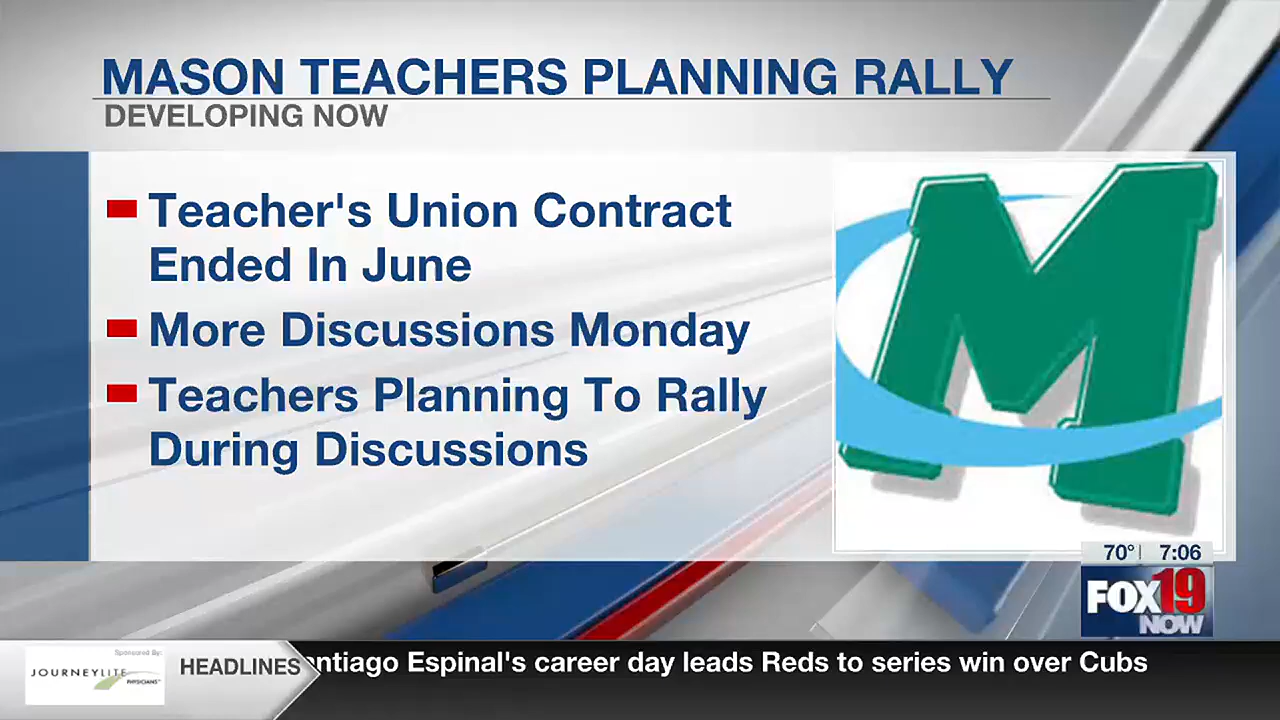 MASON TEACHERS PLANNING RALLY
DEVELOPING NOW
Teacher's Union Contract
Ended In June
More Discussions Monday
Teachers Planning To Rally
During Discussions
M
70° 7:06
FOX19
NOW
Sponsored By:
JOURNEYLITE
PHYSICIANS
HEADLINES
ntiago Espinal's career day leads Reds to series win over Cubs